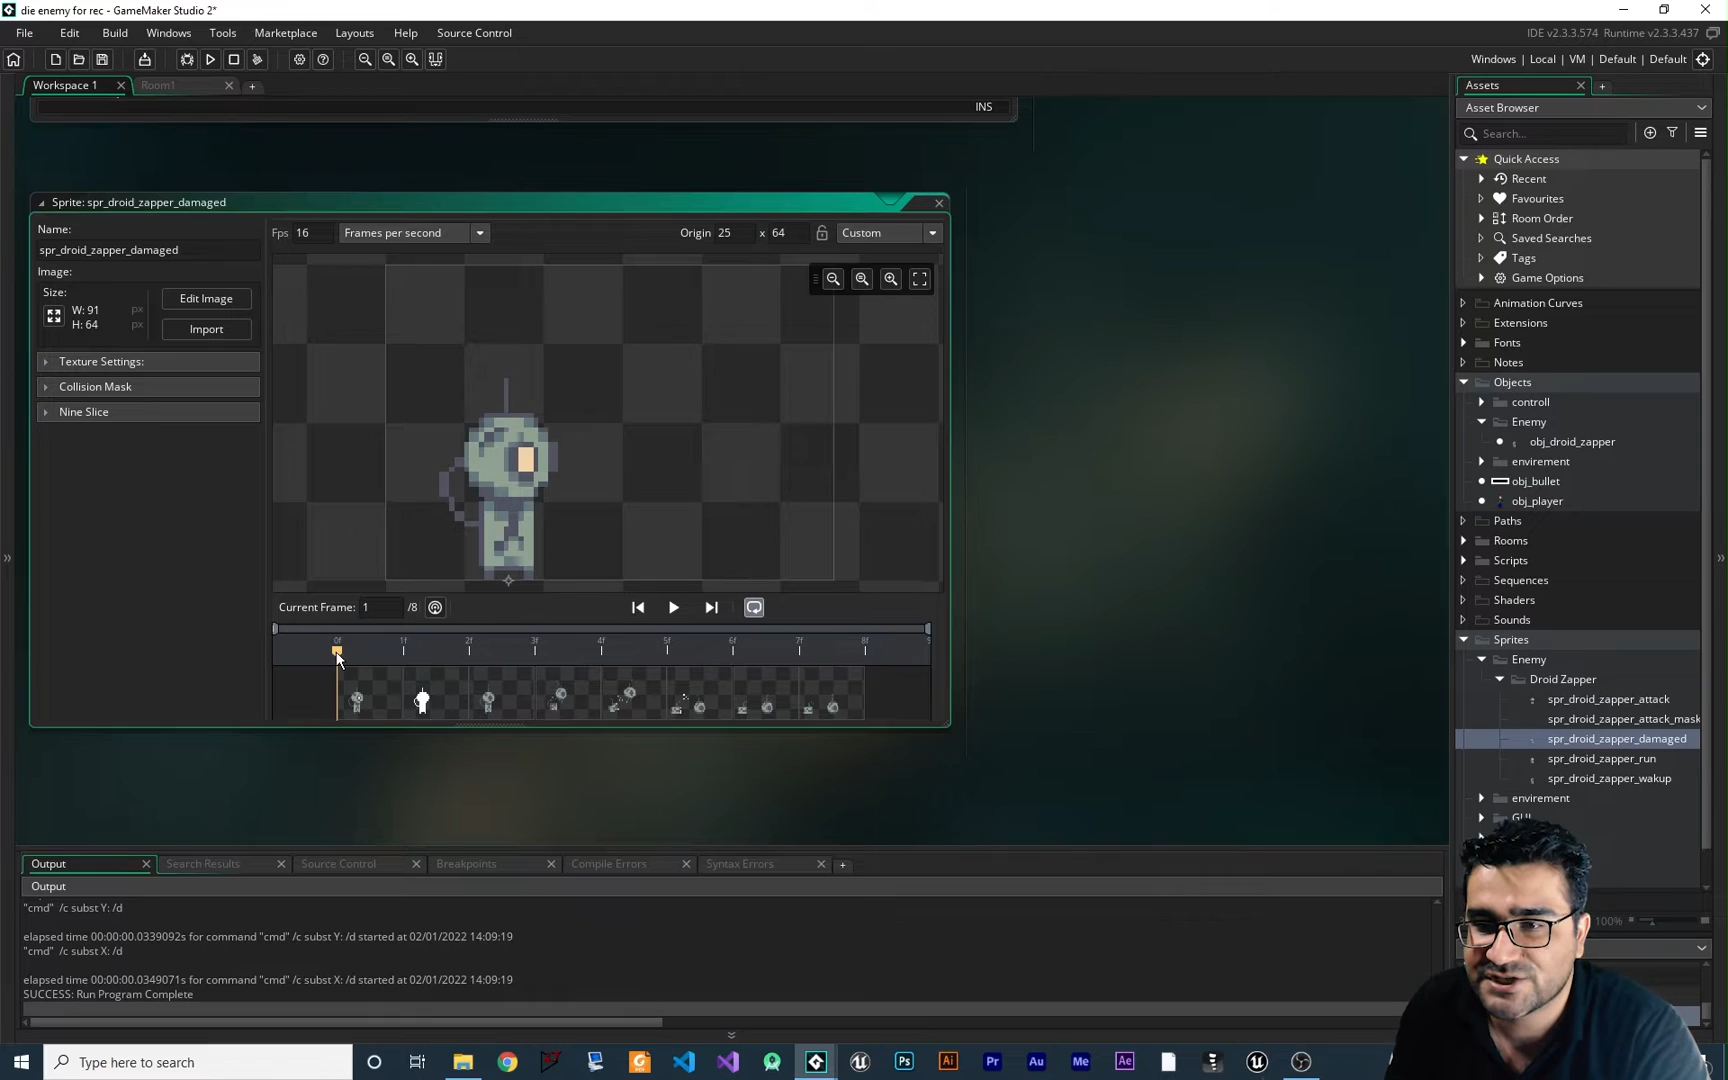 die enemy for rec - GameMaker Studio 2*
File Edit Build Windows Tools Marketplace Layouts Help Source Control
IDE v2.3.3.574 Runtime v2.3.3.437
Windows | Local | VM | Default | Default
Workspace 1
Room1
INS
Sprite: spr_droid_zapper_damaged
Name:
spr_droid_zapper_damaged
Image:
Size:
W: 91 px
H: 64 px
Edit Image
Import
Texture Settings:
Collision Mask
Nine Slice
Fps 16 Frames per second
Origin 25 x 64 Custom
Current Frame: 1 /8
0f 1f 2f 3f 4f 5f 6f 7f 8f 9
Assets
Asset Browser
Search...
Quick Access
Recent
Favourites
Room Order
Saved Searches
Tags
Game Options
Animation Curves
Extensions
Fonts
Notes
Objects
controll
Enemy
obj_droid_zapper
envirement
obj_bullet
obj_player
Paths
Rooms
Scripts
Sequences
Shaders
Sounds
Sprites
Enemy
Droid Zapper
spr_droid_zapper_attack
spr_droid_zapper_attack_mask
spr_droid_zapper_damaged
spr_droid_zapper_run
spr_droid_zapper_wakup
envirement
GUI
100%
Output Search Results Source Control Breakpoints Compile Errors Syntax Errors
Output
"cmd" /c subst Y: /d
elapsed time 00:00:00.0339092s for command "cmd" /c subst Y: /d started at 02/01/2022 14:09:19
"cmd" /c subst X: /d
elapsed time 00:00:00.0349071s for command "cmd" /c subst X: /d started at 02/01/2022 14:09:19
SUCCESS: Run Program Complete
Type here to search
Ps Ai Pr Au Me Ae